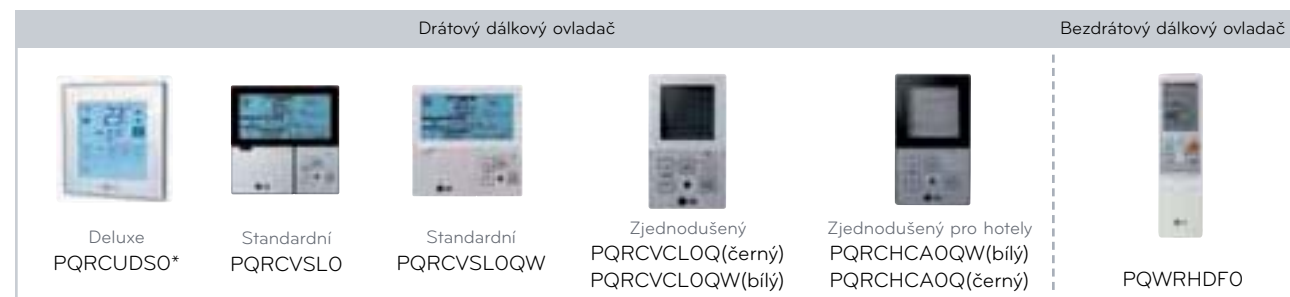 Drátový dálkový ovladač
Bezdrátový dálkový ovladač
Deluxe
PQRCUDS0*
Standardní
PQRCVSL0
Standardní
PQRCVSL0QW
Zjednodušený
PQRCVCL0Q(černý)
PQRCVCL0QW(bílý)
Zjednodušený pro hotely
PQRCHCA0QW(bílý)
PQRCHCA0Q(černý)
PQWRHDF0